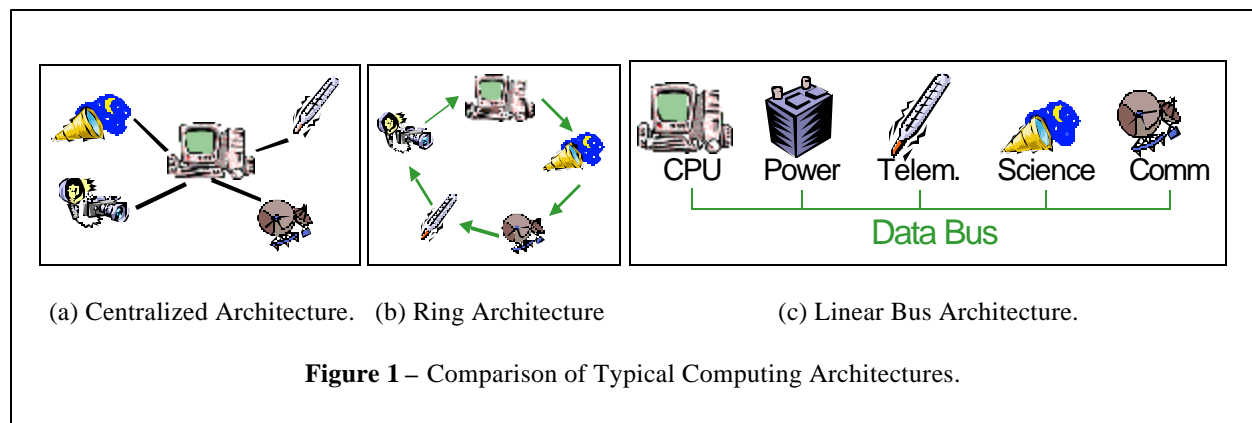 CPU Power Telem. Science Comm
Data Bus
(a) Centralized Architecture. (b) Ring Architecture (c) Linear Bus Architecture.
Figure 1 – Comparison of Typical Computing Architectures.